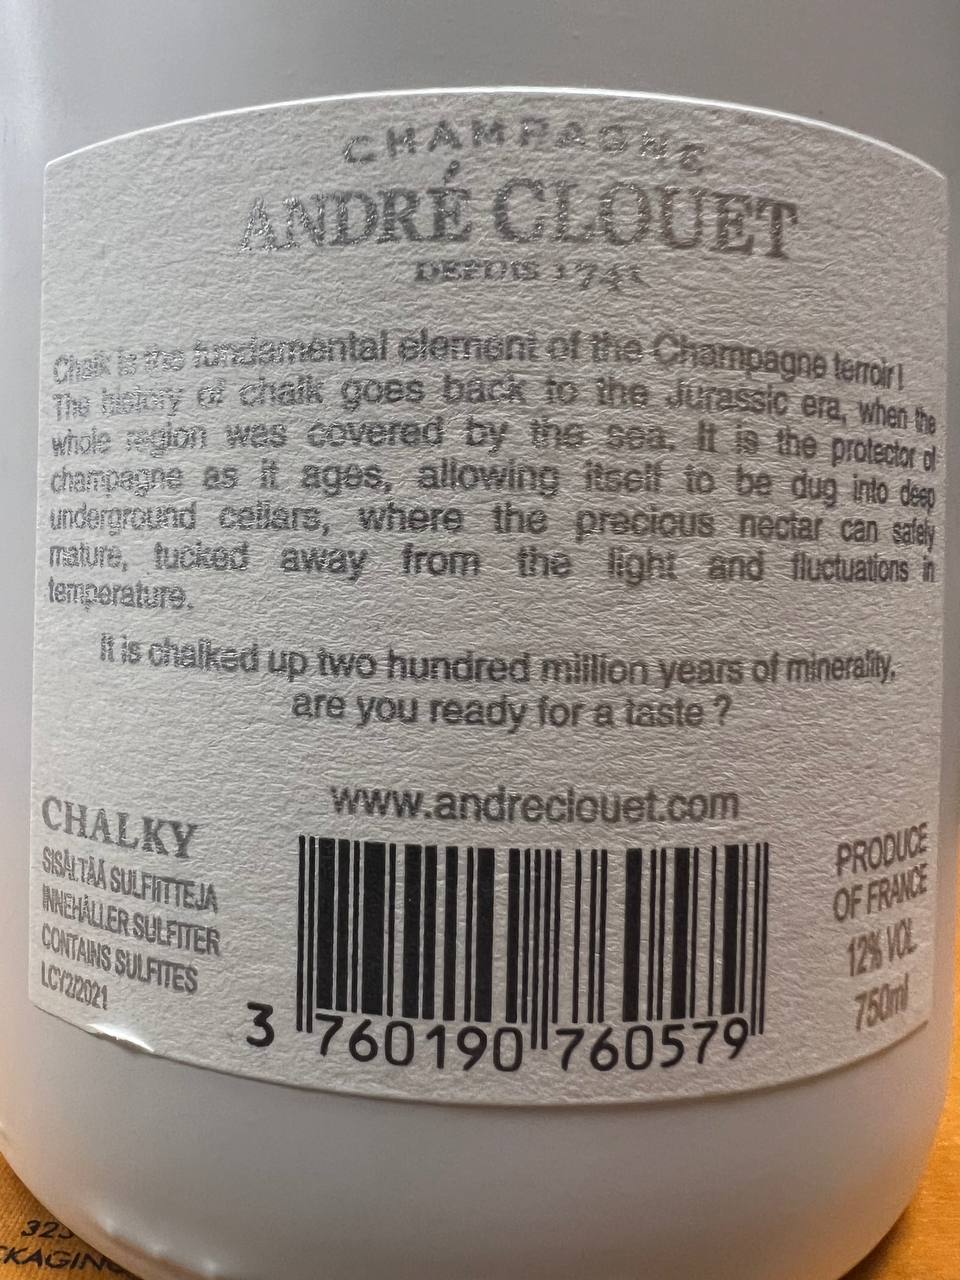 CHAMPAGNE
ANDRÉ CLOUET
DEPUIS 1741
Chalk is the fundamental element of the Champagne terroir !
The history of chalk goes back to the Jurassic era, when the
whole region was covered by the sea. It is the protector of
champagne as it ages, allowing itself to be dug into deep
underground cellars, where the precious nectar can safely
mature, tucked away from the light and fluctuations in
temperature.
It is chalked up two hundred million years of minerality,
are you ready for a taste ?
www.andreclouet.com
CHALKY
SISÄLTÄÄ SULFIITTEJA
INNEHÅLLER SULFITER
CONTAINS SULFITES
LCY2/2021
PRODUCE
OF FRANCE
12% VOL
750ml
3 760190 760579